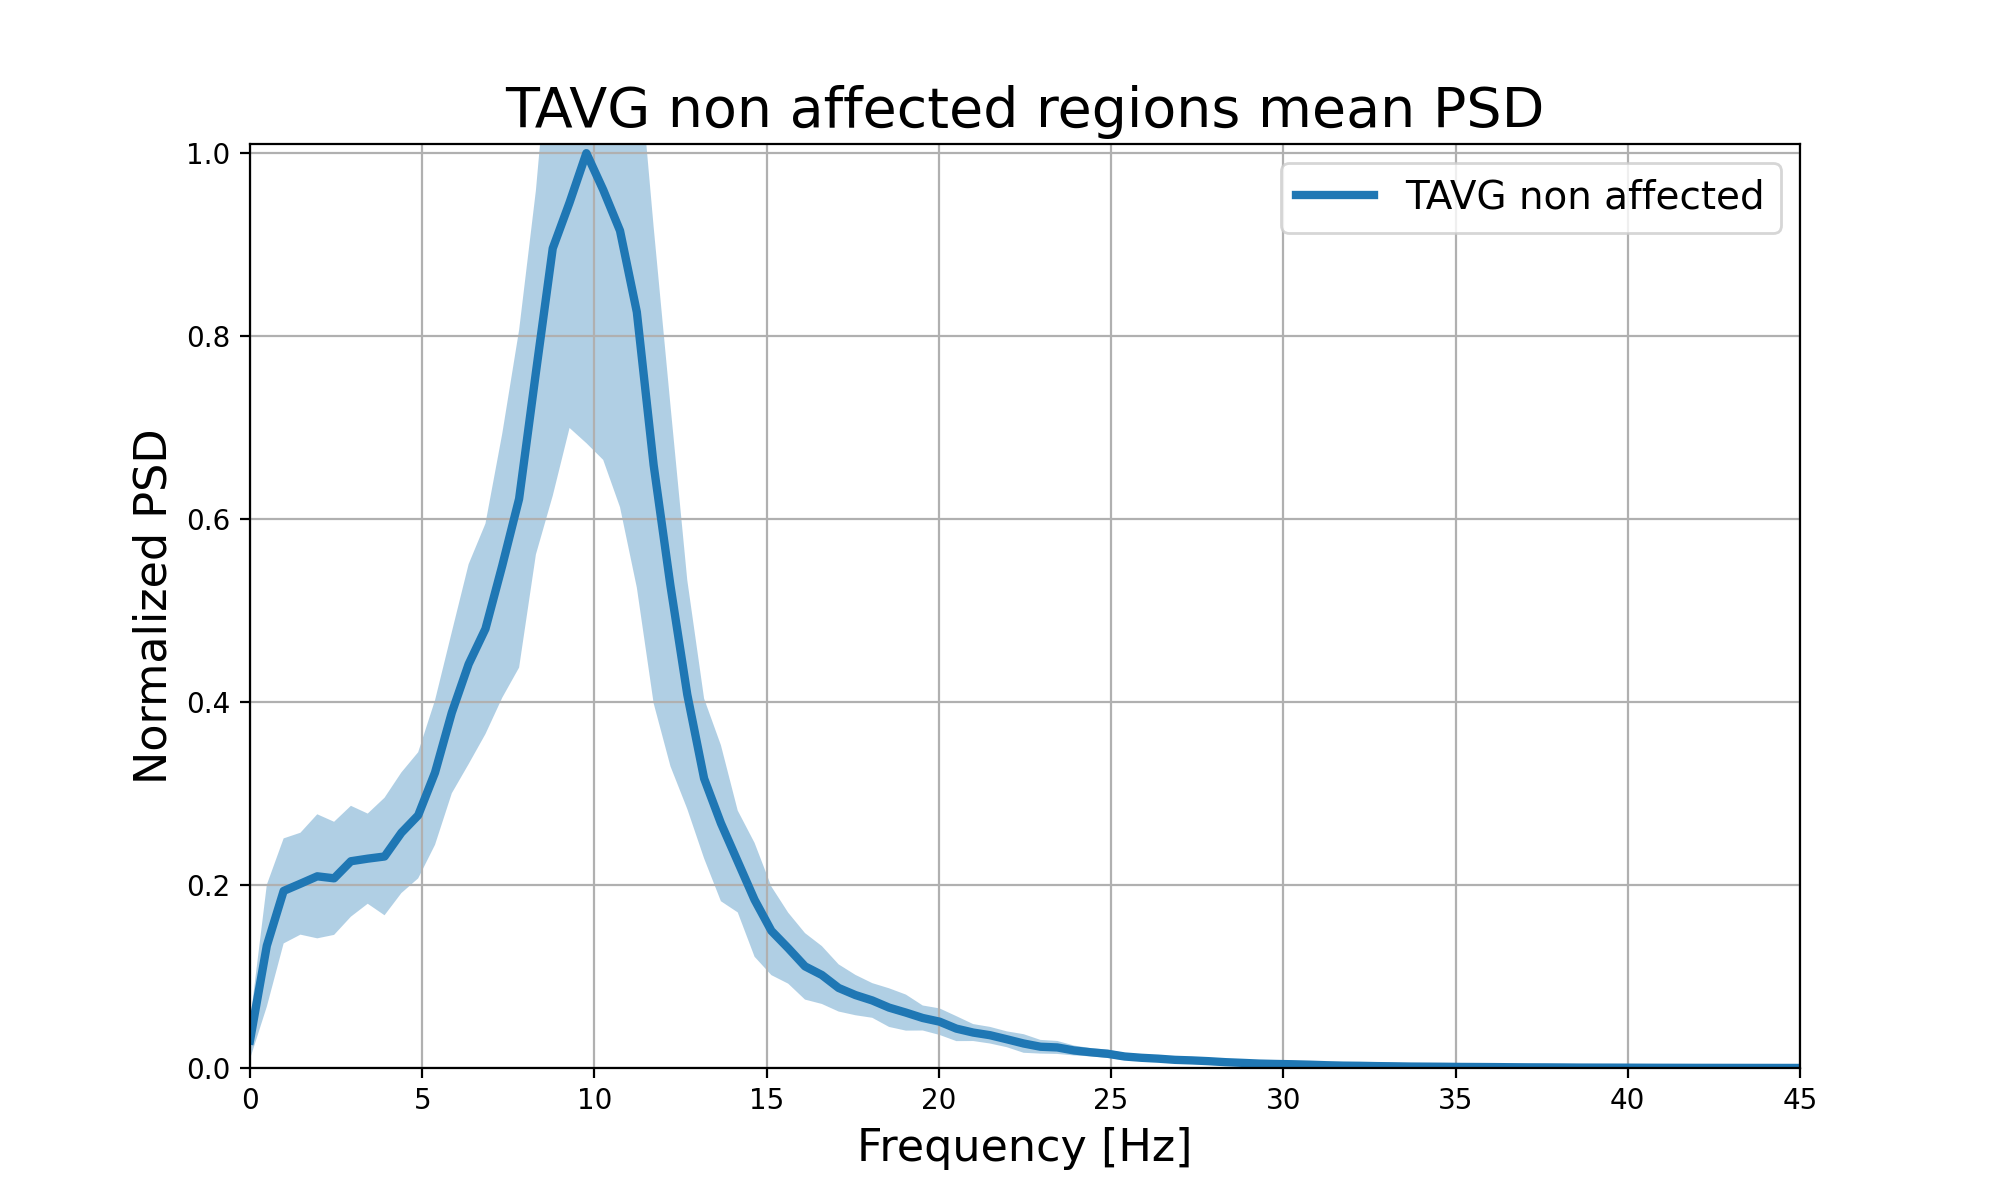 TAVG non affected regions mean PSD
TAVG non affected
Normalized PSD
1.0
0.8
0.6
0.4
0.2
0.0
0 5 10 15 20 25 30 35 40 45
Frequency [Hz]